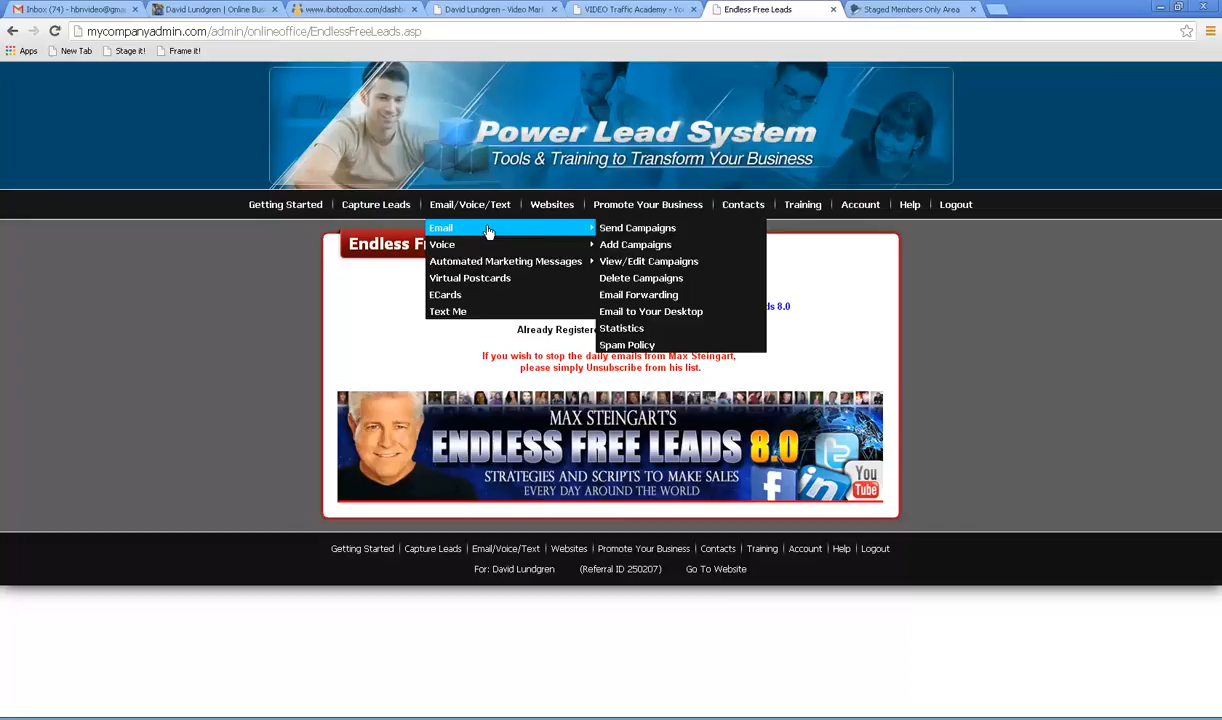 Inbox (74) - hbnvideo@gma
David Lundgren | Online Bus
www.ibotoolbox.com/dashb
David Lundgren - Video Mar
VIDEO Traffic Academy - Yo
Endless Free Leads
Staged Members Only Area
mycompanyadmin.com/admin/onlineoffice/EndlessFreeLeads.asp
Apps
New Tab
Stage it!
Frame it!
Power Lead System
Tools & Training to Transform Your Business
Getting Started | Capture Leads | Email/Voice/Text | Websites | Promote Your Business | Contacts | Training | Account | Help | Logout
Endless F
Email
Voice
Automated Marketing Messages
Virtual Postcards
ECards
Text Me
Send Campaigns
Add Campaigns
View/Edit Campaigns
Delete Campaigns
Email Forwarding
Email to Your Desktop
Statistics
Spam Policy
ds 8.0
Already Registere
If you wish to stop the daily emails from Max Steingart,
please simply Unsubscribe from his list.
MAX STEINGART'S
ENDLESS FREE LEADS 8.0
STRATEGIES AND SCRIPTS TO MAKE SALES
EVERY DAY AROUND THE WORLD
f
in
You
Tube
Getting Started | Capture Leads | Email/Voice/Text | Websites | Promote Your Business | Contacts | Training | Account | Help | Logout
For: David Lundgren (Referral ID 250207) Go To Website